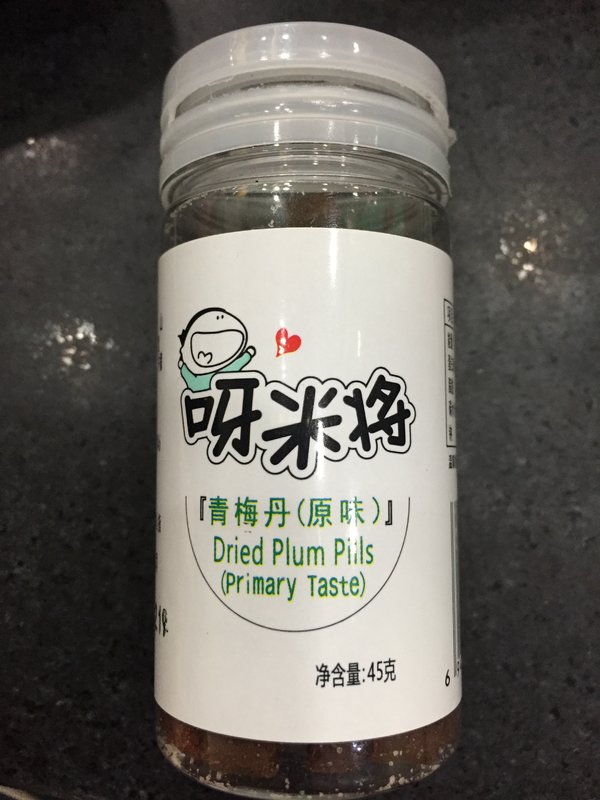 呀米将
『青梅丹(原味)』
Dried Plum Pills
(Primary Taste)
净含量:45克
6